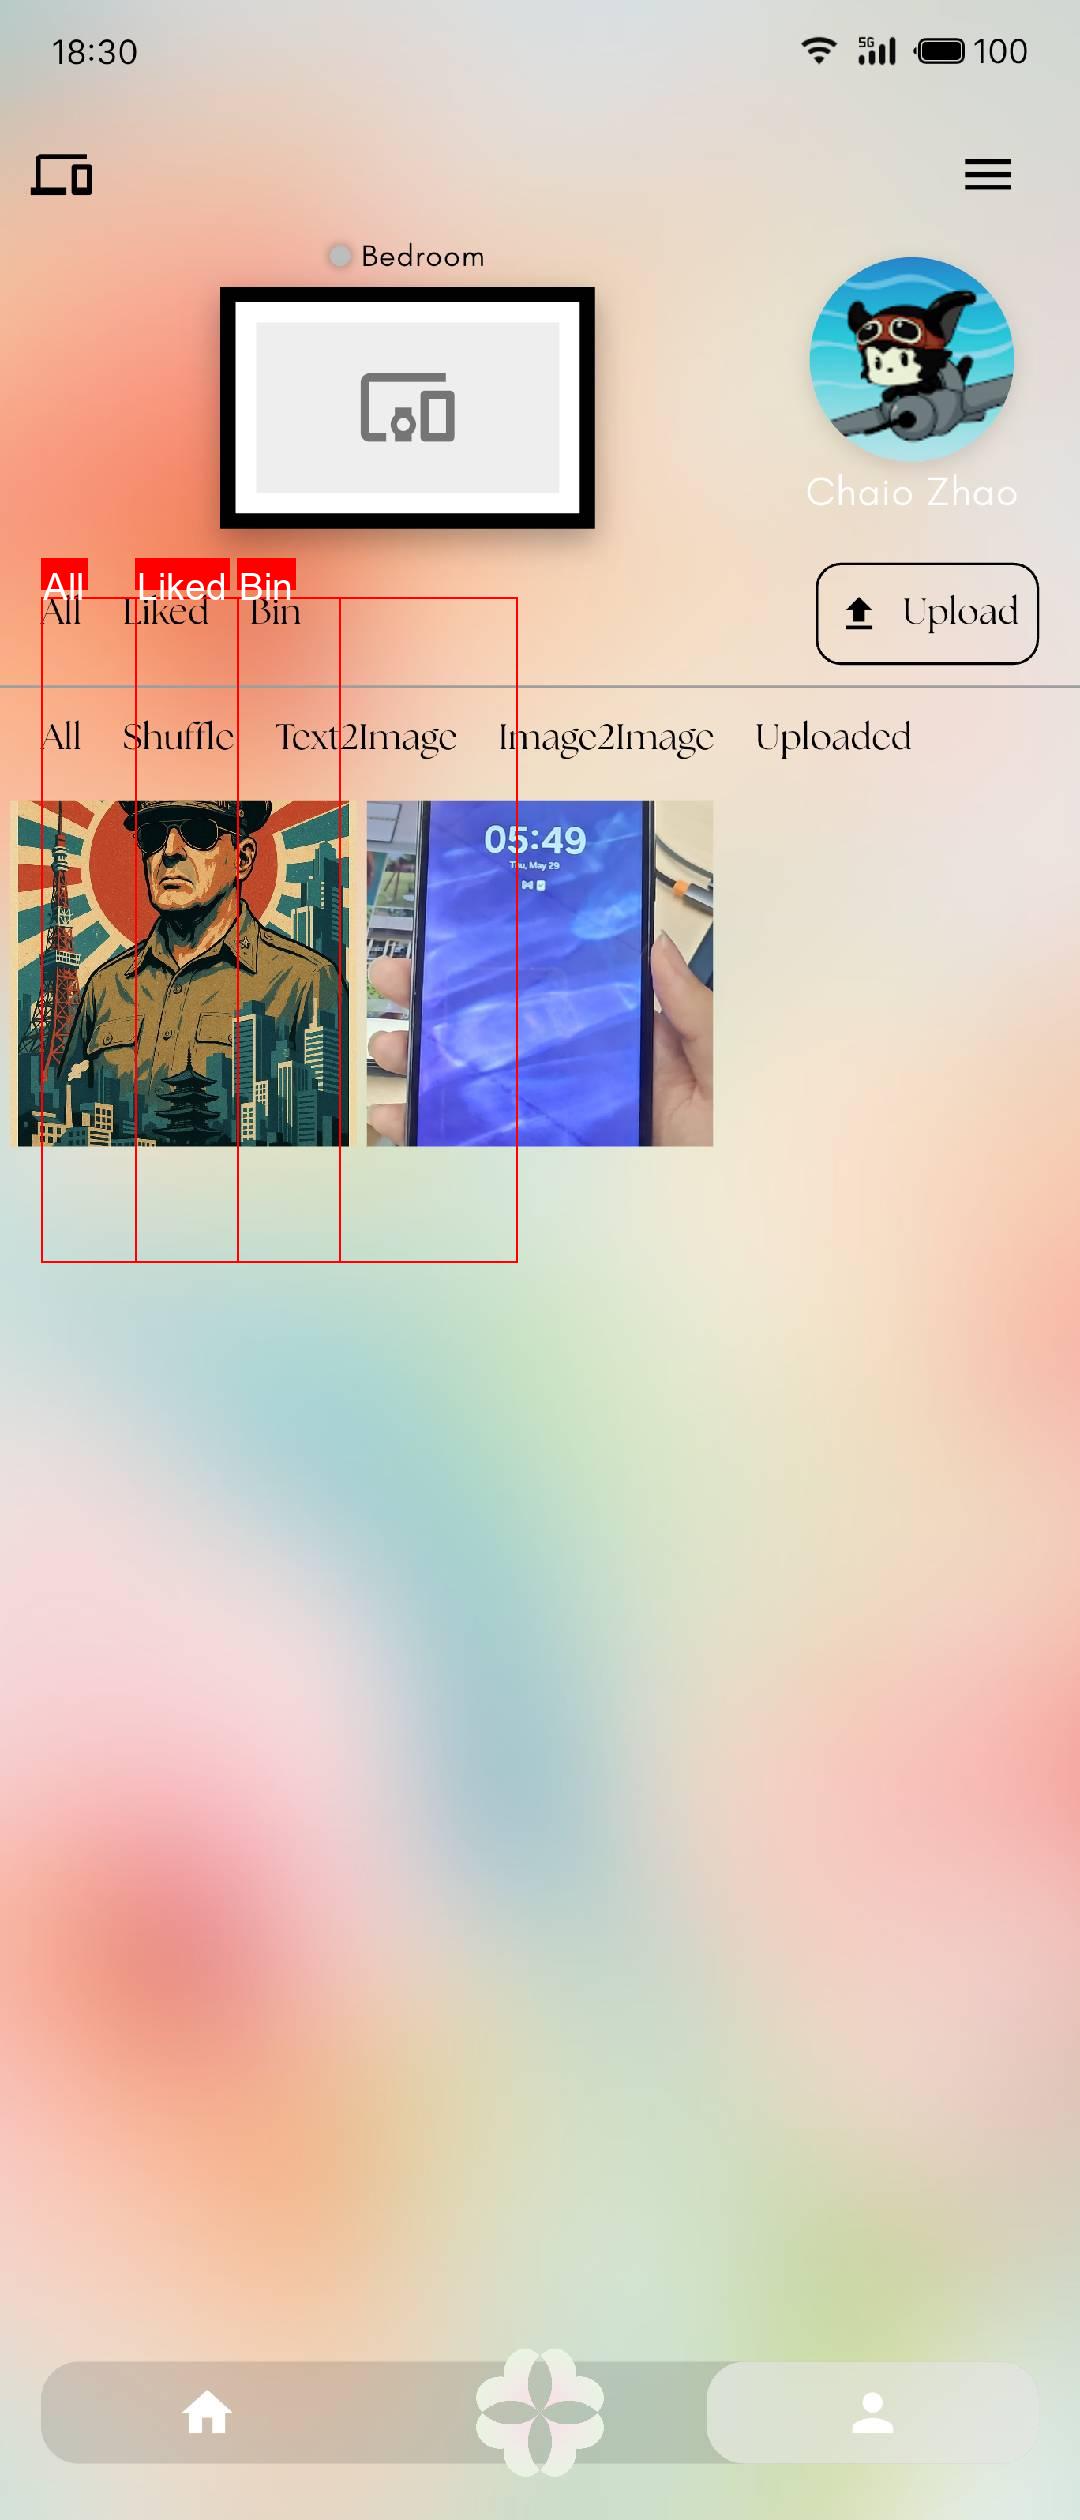 18:30 5G 100
Bedroom
Chaio Zhao
All Liked Bin
All Liked Bin Upload
All Shuffle Text2Image Image2Image Uploaded
05:49
Thu, May 29